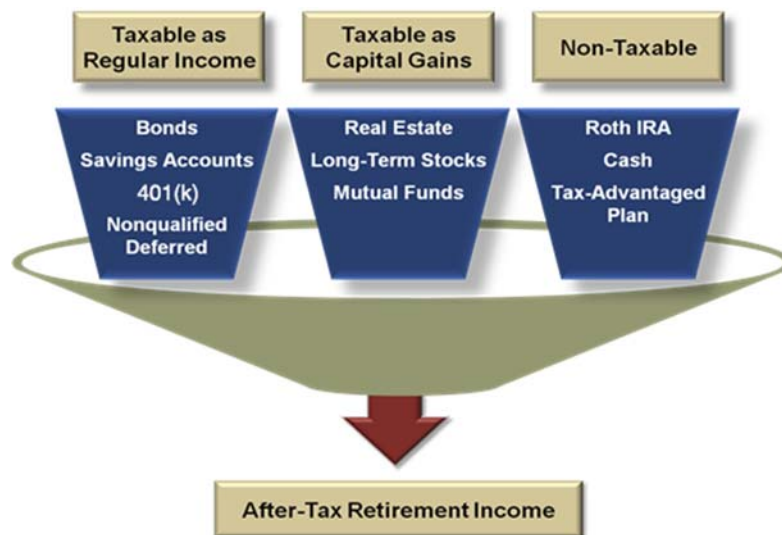 Taxable as
Regular Income
Taxable as
Capital Gains
Non-Taxable
Bonds
Savings Accounts
401(k)
Nonqualified
Deferred
Real Estate
Long-Term Stocks
Mutual Funds
Roth IRA
Cash
Tax-Advantaged
Plan
After-Tax Retirement Income